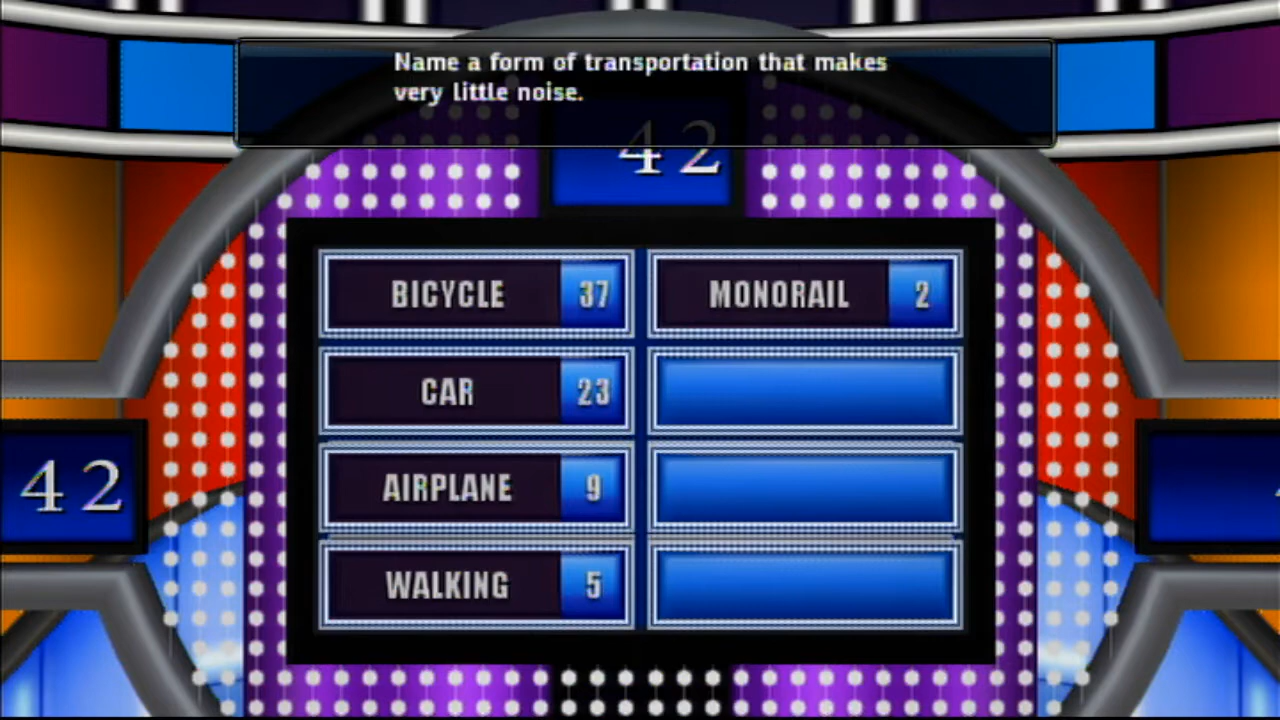 Name a form of transportation that makes
very little noise.
42
BICYCLE 37
MONORAIL 2
CAR 23
AIRPLANE 9
WALKING 5
42